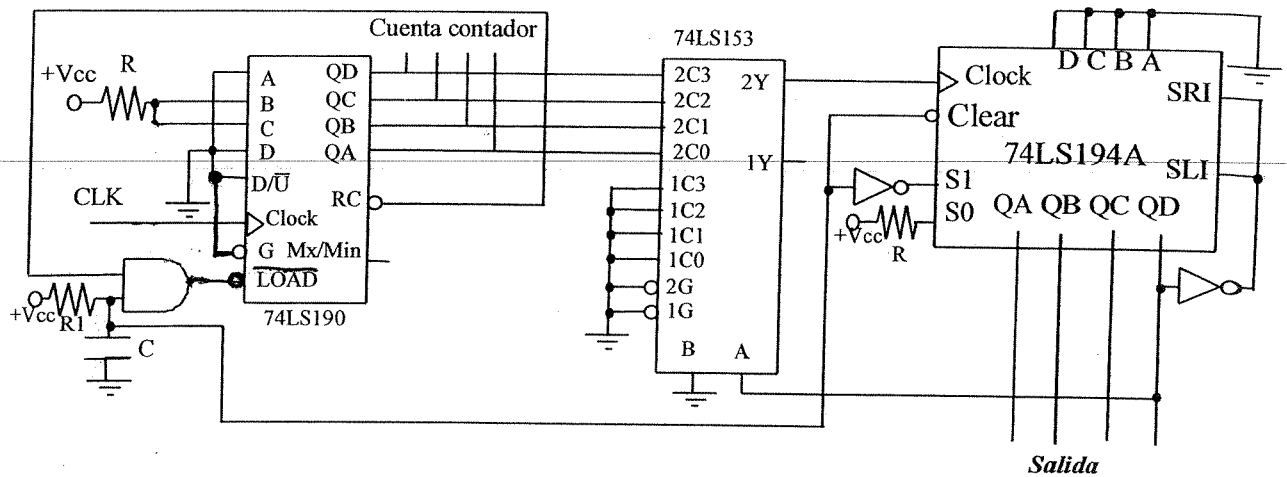 Cuenta contador
+Vcc
R
CLK
A
B
C
D
D/U̅
Clock
G
LOAD
QD
QC
QB
QA
RC
Mx/Min
74LS190
+Vcc
R1
C
74LS153
2C3
2C2
2C1
2C0
1C3
1C2
1C1
1C0
2G
1G
2Y
1Y
B A
D C B A
Clock
Clear
74LS194A
SRI
SLI
S1
S0
QA QB QC QD
+Vcc
R
Salida